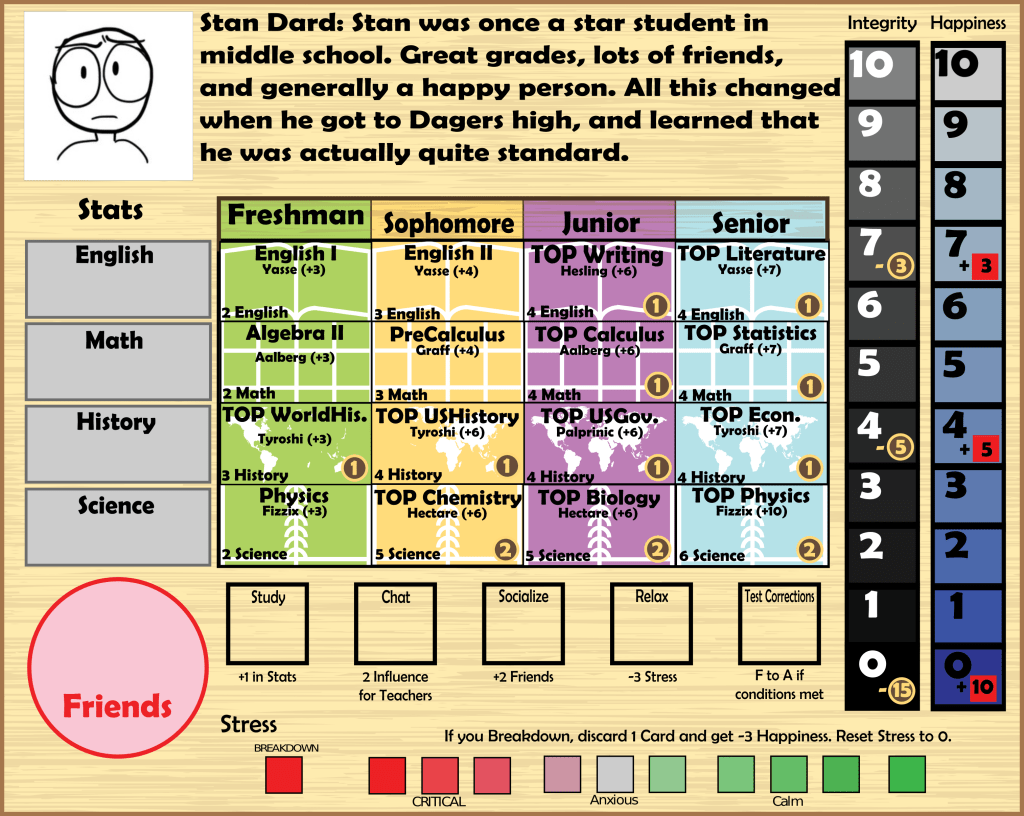 Stan Dard: Stan was once a star student in
middle school. Great grades, lots of friends,
and generally a happy person. All this changed
when he got to Dagers high, and learned that
he was actually quite standard.
Integrity
10
9
8
7
- 3
6
5
4
- 5
3
2
1
0
- 15
Happiness
10
9
8
7
+ 3
6
5
4
+ 5
3
2
1
0
+ 10
Stats
English
Math
History
Science
Freshman
Sophomore
Junior
Senior
English I
Yasse (+3)
2 English
English II
Yasse (+4)
3 English
TOP Writing
Hesling (+6)
4 English
1
TOP Literature
Yasse (+7)
4 English
1
Algebra II
Aalberg (+3)
2 Math
PreCalculus
Graff (+4)
3 Math
TOP Calculus
Aalberg (+6)
4 Math
1
TOP Statistics
Graff (+7)
4 Math
1
TOP WorldHis.
Tyroshi (+3)
3 History
1
TOP USHistory
Tyroshi (+6)
4 History
1
TOP USGov.
Palprinic (+6)
4 History
1
TOP Econ.
Tyroshi (+7)
4 History
1
Physics
Fizzix (+3)
2 Science
TOP Chemistry
Hectare (+6)
5 Science
2
TOP Biology
Hectare (+6)
5 Science
2
TOP Physics
Fizzix (+10)
6 Science
2
Friends
Study
+1 in Stats
Chat
2 Influence
for Teachers
Socialize
+2 Friends
Relax
-3 Stress
Test Corrections
F to A if
conditions met
Stress
If you Breakdown, discard 1 Card and get -3 Happiness. Reset Stress to 0.
BREAKDOWN
CRITICAL
Anxious
Calm